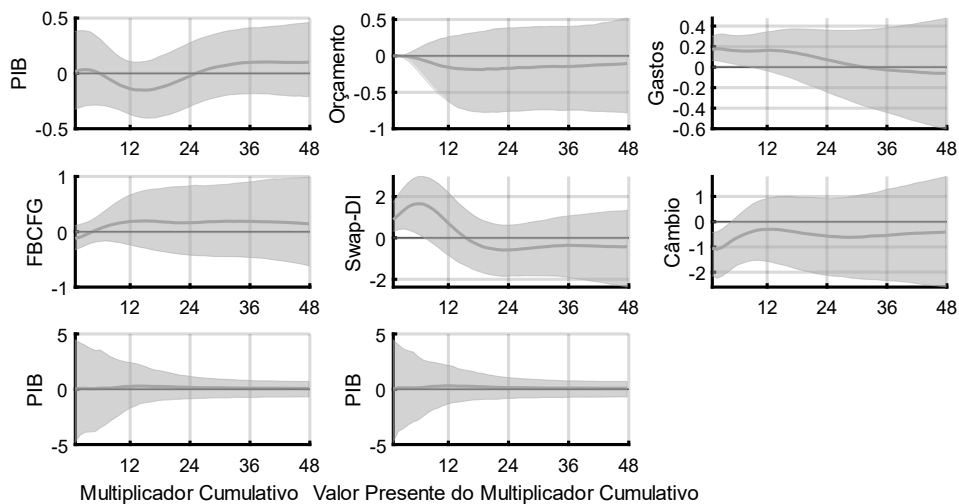 0.5 0.5 0.4
0.2
PIB 0 Orçamento 0 Gastos 0
-0.5 -0.2
-0.4
-0.5 -1 -0.6
12 24 36 48 12 24 36 48 12 24 36 48
1 2 2
1
FBCFG 0 Swap-DI 0 Câmbio 0
-1
-1 -2 -2
12 24 36 48 12 24 36 48 12 24 36 48
5 5
PIB 0 PIB 0
-5 -5
12 24 36 48 12 24 36 48
Multiplicador Cumulativo Valor Presente do Multiplicador Cumulativo